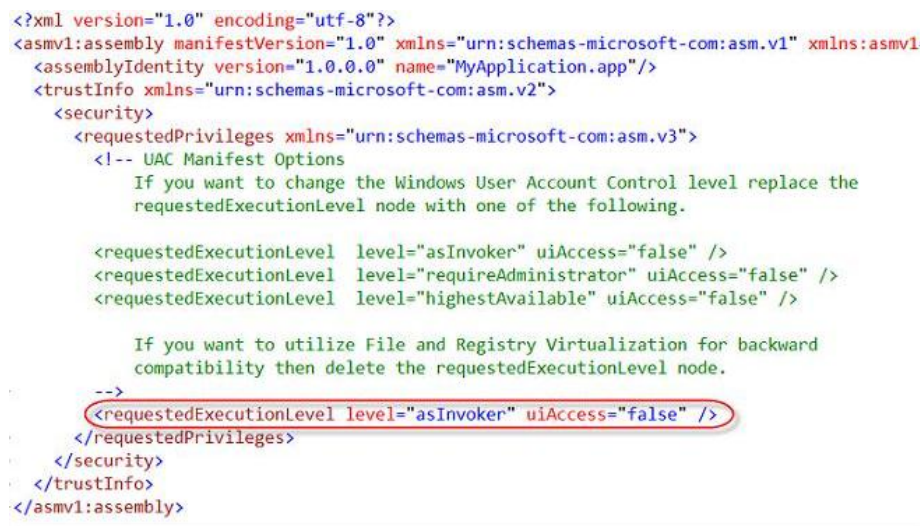 <?xml version="1.0" encoding="utf-8"?>
<asmv1:assembly manifestVersion="1.0" xmlns="urn:schemas-microsoft-com:asm.v1" xmlns:asmv1
<assemblyIdentity version="1.0.0.0" name="MyApplication.app"/>
<trustInfo xmlns="urn:schemas-microsoft-com:asm.v2">
<security>
<requestedPrivileges xmlns="urn:schemas-microsoft-com:asm.v3">
<!-- UAC Manifest Options
If you want to change the Windows User Account Control level replace the
requestedExecutionLevel node with one of the following.
<requestedExecutionLevel  level="asInvoker" uiAccess="false" />
<requestedExecutionLevel  level="requireAdministrator" uiAccess="false" />
<requestedExecutionLevel  level="highestAvailable" uiAccess="false" />
If you want to utilize File and Registry Virtualization for backward
compatibility then delete the requestedExecutionLevel node.
-->
<requestedExecutionLevel level="asInvoker" uiAccess="false" />
</requestedPrivileges>
</security>
</trustInfo>
</asmv1:assembly>